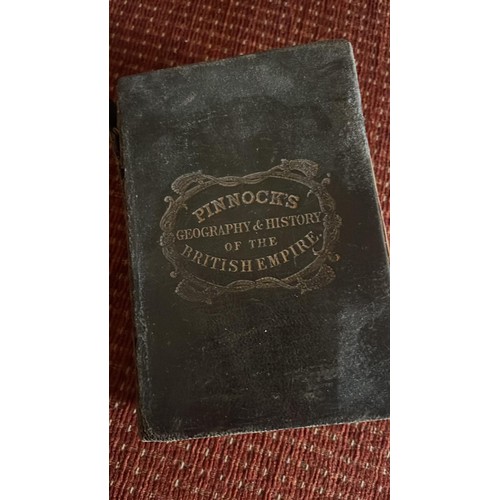 PINNOCK'S
GEOGRAPHY & HISTORY
OF THE
BRITISH EMPIRE.